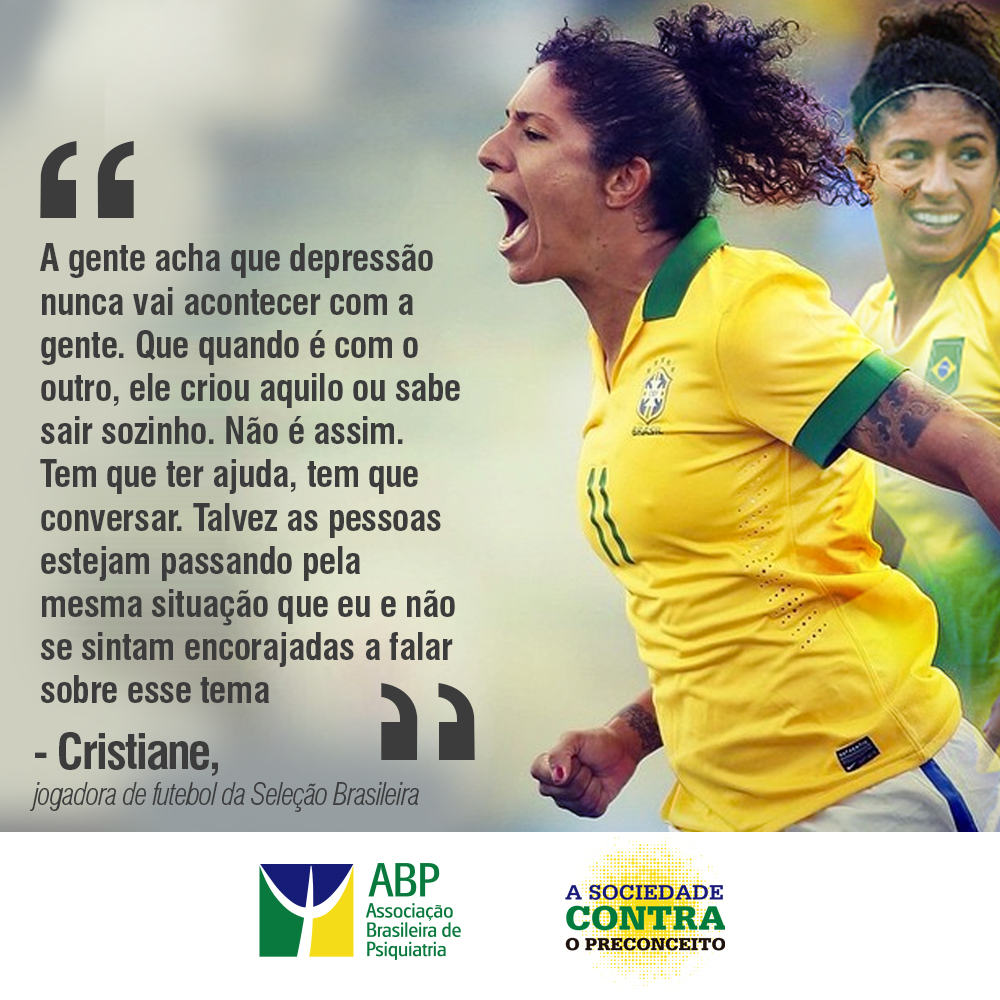 “
A gente acha que depressão
nunca vai acontecer com a
gente. Que quando é com o
outro, ele criou aquilo ou sabe
sair sozinho. Não é assim.
Tem que ter ajuda, tem que
conversar. Talvez as pessoas
estejam passando pela
mesma situação que eu e não
se sintam encorajadas a falar
sobre esse tema
”
- Cristiane,
jogadora de futebol da Seleção Brasileira
CBF
BRASIL
11
ABP
Associação
Brasileira de
Psiquiatria
A SOCIEDADE
CONTRA
O PRECONCEITO